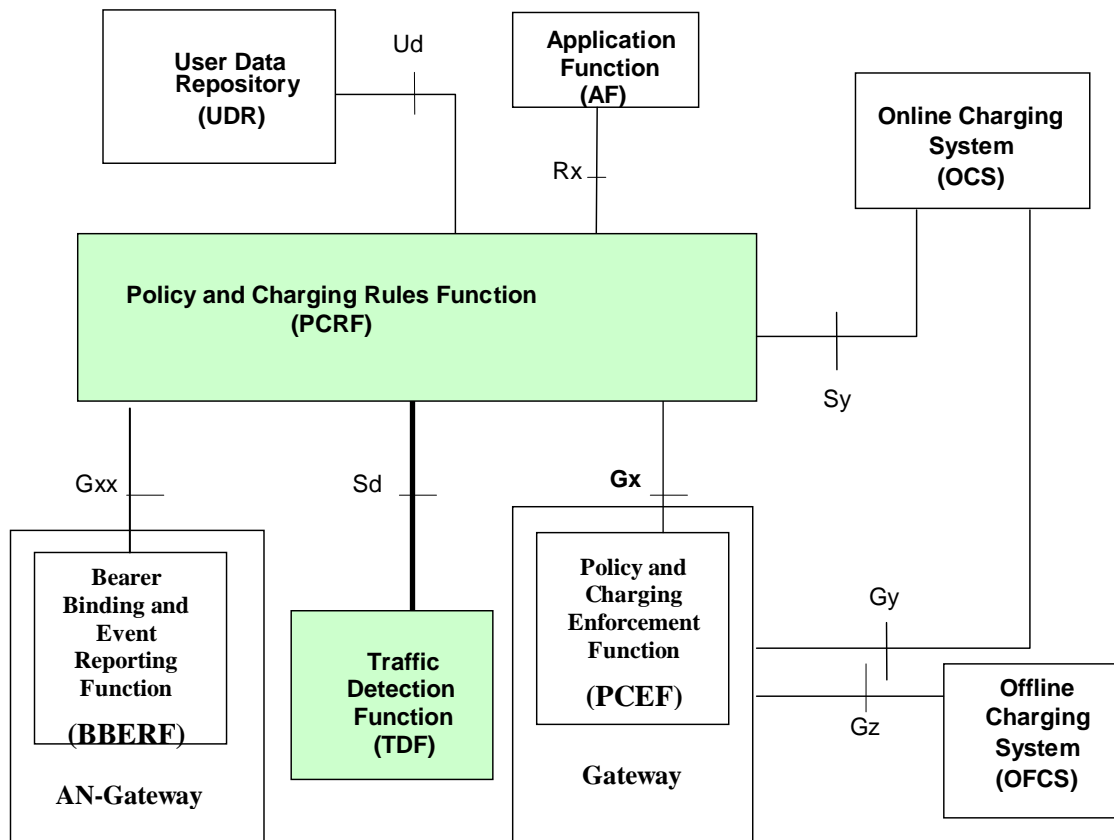 User Data
Repository
(UDR)
Ud
Application
Function
(AF)
Rx
Online Charging
System
(OCS)
Policy and Charging Rules Function
(PCRF)
Sy
Gxx
Sd
Gx
Bearer
Binding and
Event
Reporting
Function
(BBERF)
AN-Gateway
Traffic
Detection
Function
(TDF)
Policy and
Charging
Enforcement
Function
(PCEF)
Gateway
Gy
Gz
Offline
Charging
System
(OFCS)